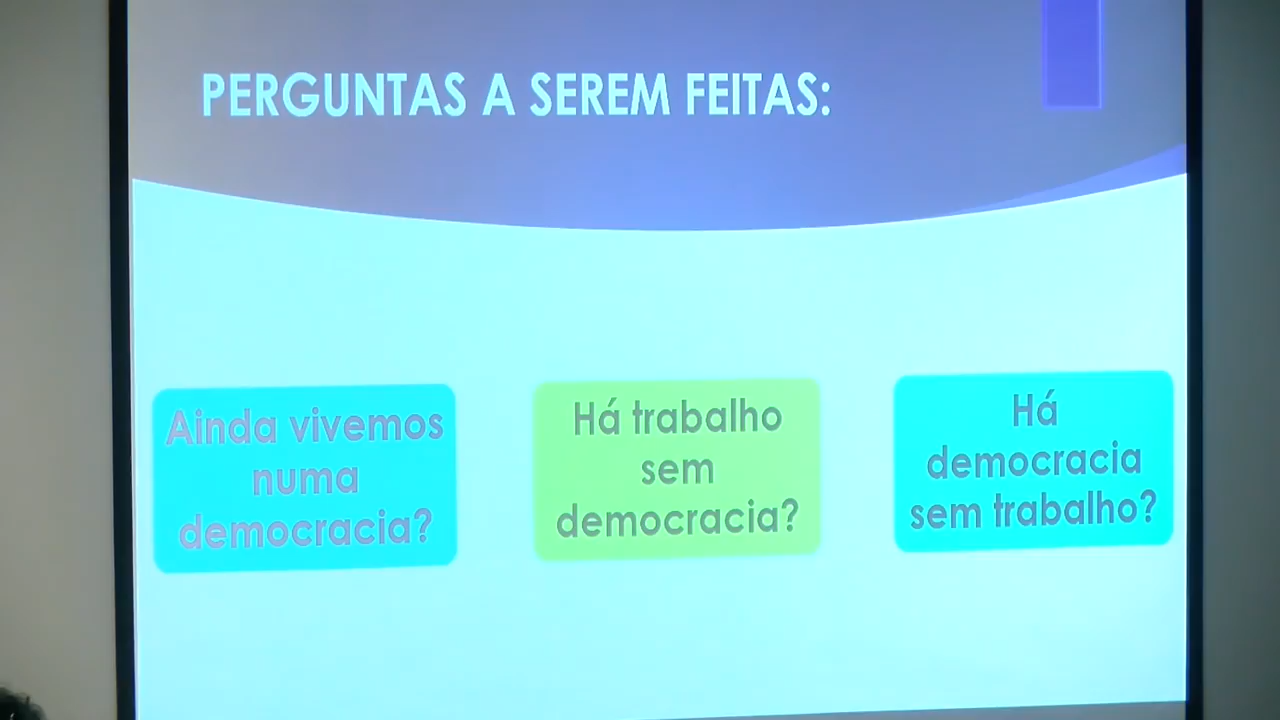 PERGUNTAS A SEREM FEITAS:
Ainda vivemos
numa
democracia?
Há trabalho
sem
democracia?
Há
democracia
sem trabalho?